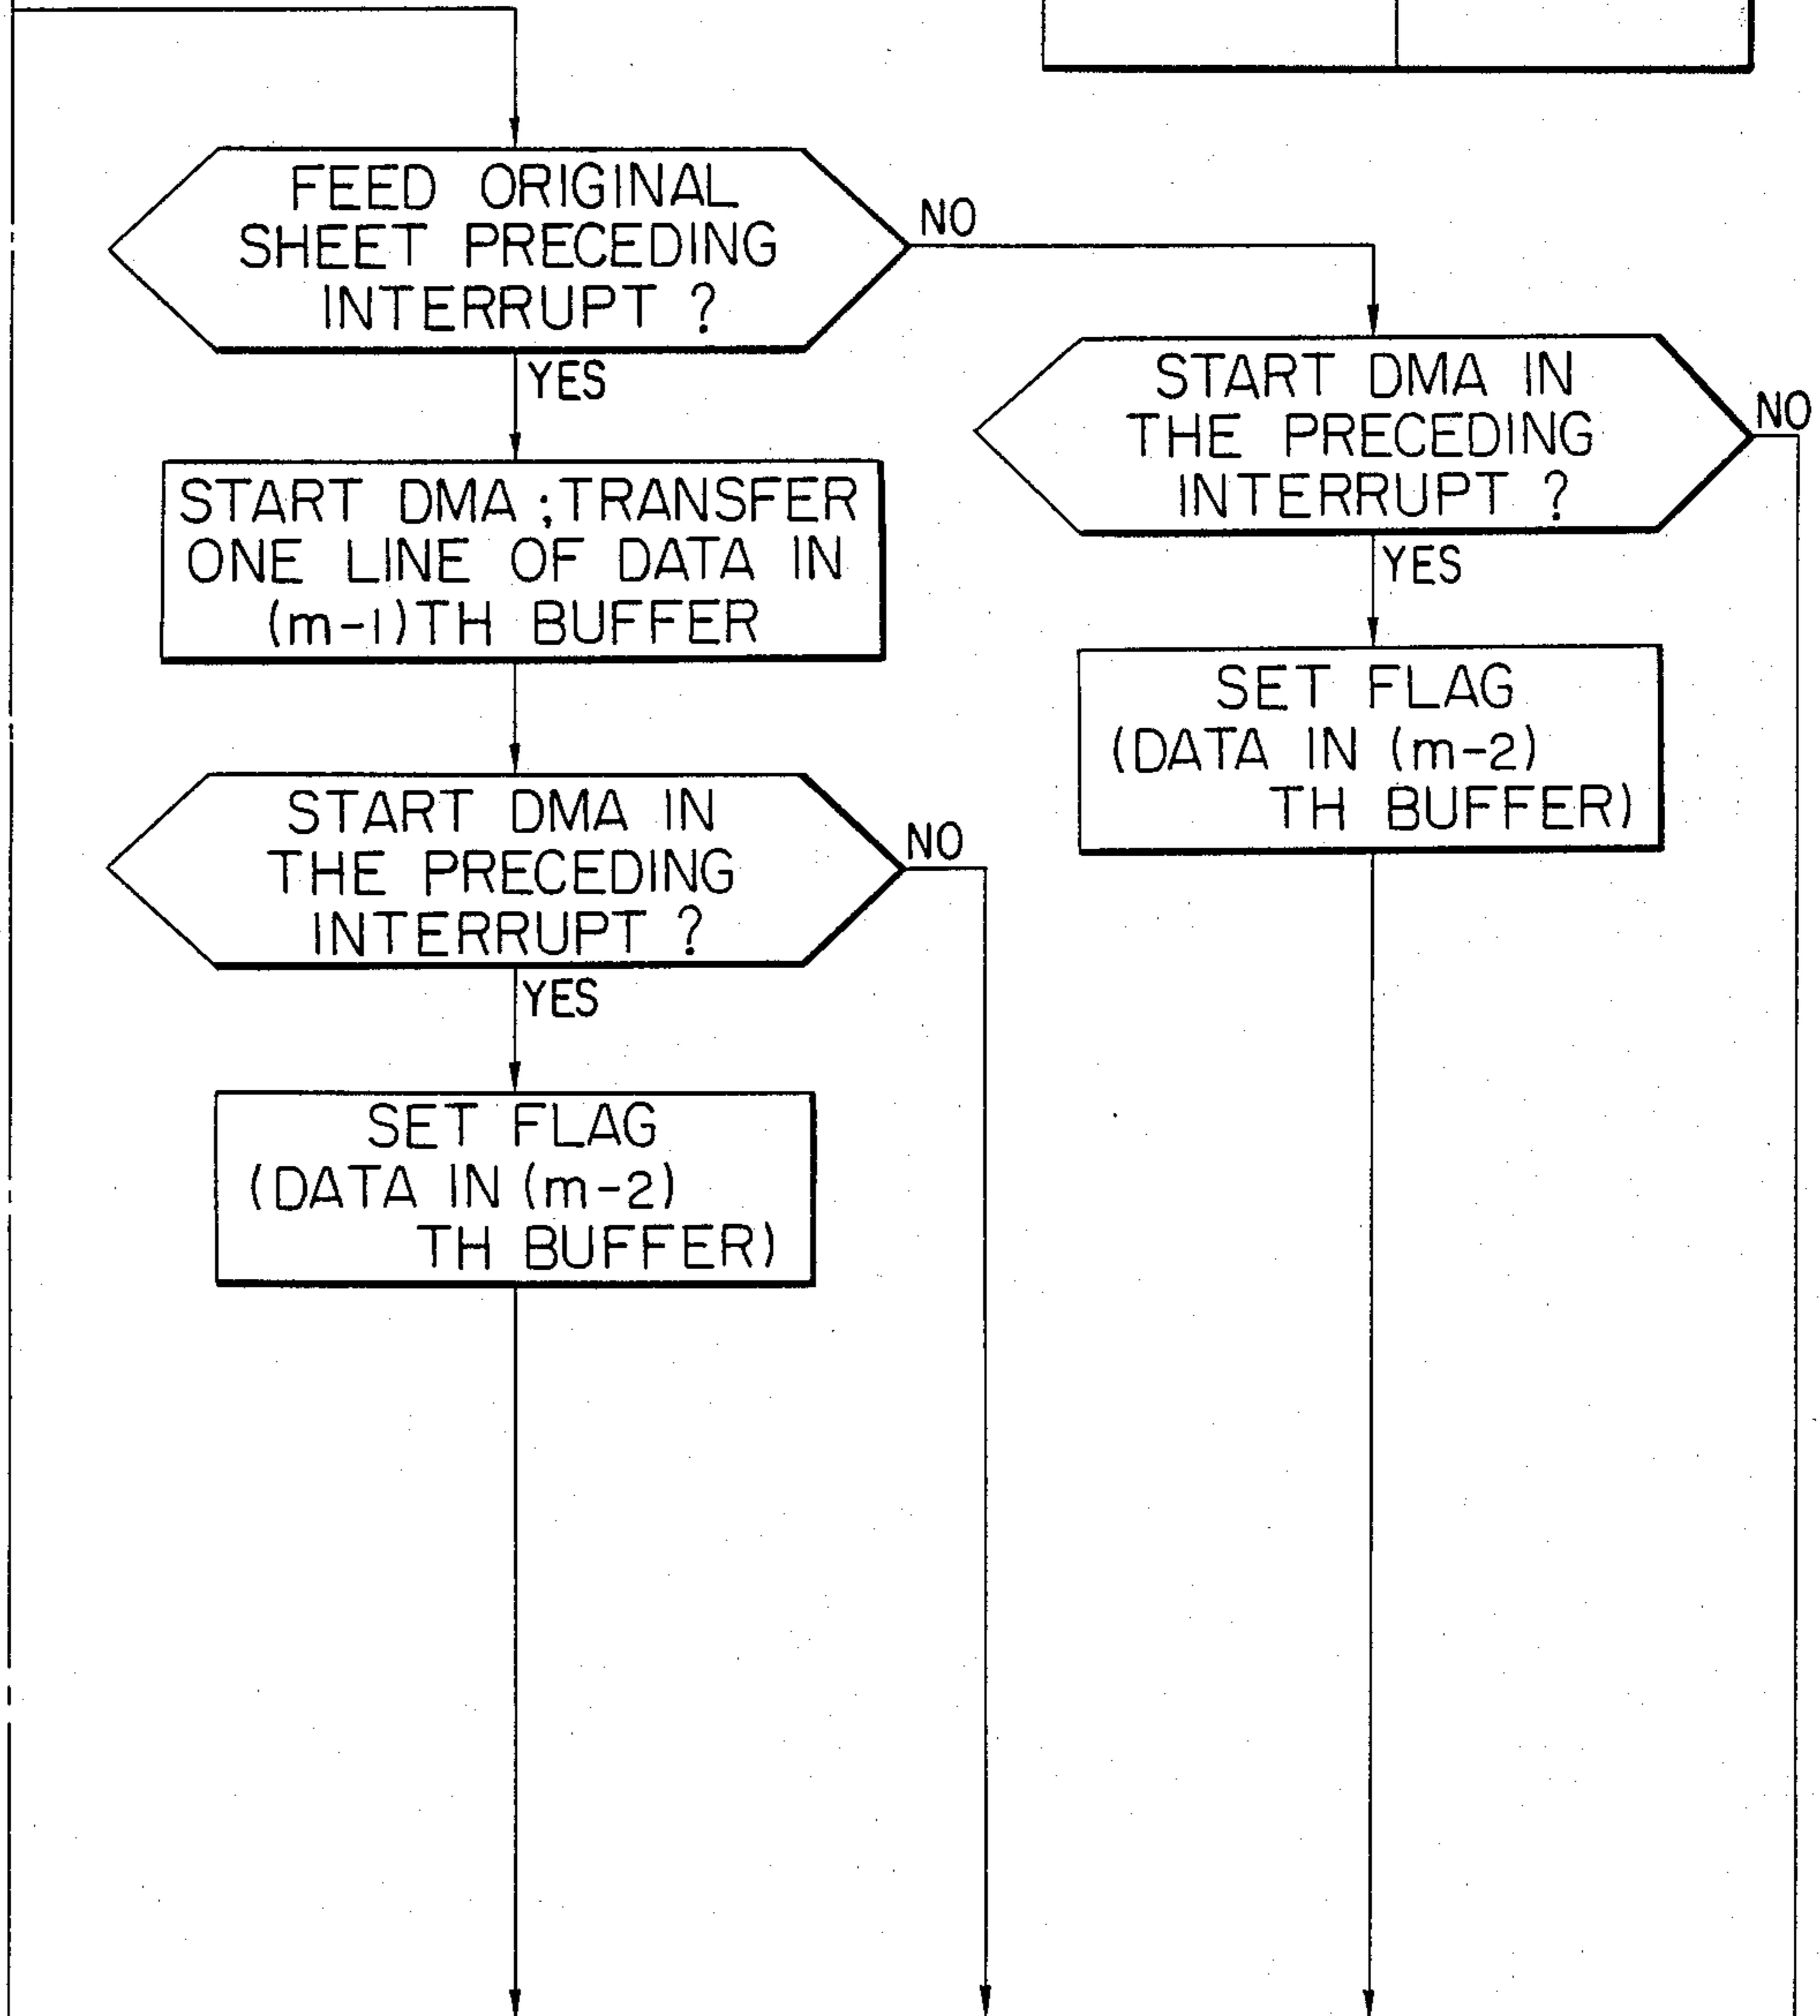 FEED ORIGINAL
SHEET PRECEDING
INTERRUPT ?
NO
YES
START DMA ;TRANSFER
ONE LINE OF DATA IN
(m-1)TH BUFFER
START DMA IN
THE PRECEDING
INTERRUPT ?
NO
YES
SET FLAG
(DATA IN (m-2)
TH BUFFER)
START DMA IN
THE PRECEDING
INTERRUPT ?
NO
YES
SET FLAG
(DATA IN (m-2)
TH BUFFER)